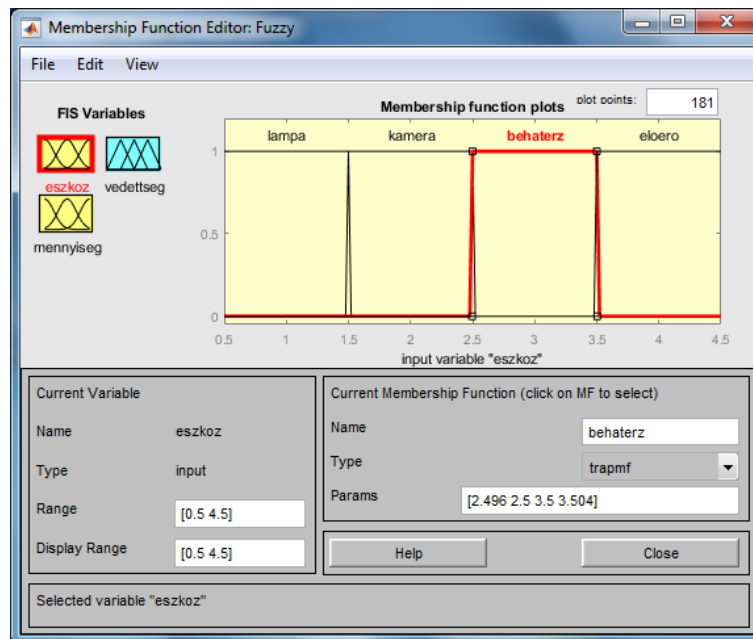 Membership Function Editor: Fuzzy
File Edit View
FIS Variables
eszkoz
vedettseg
mennyiseg
Membership function plots
plot points:
181
lampa kamera behaterz eloero
1
0.5
0
0.5 1 1.5 2 2.5 3 3.5 4 4.5
input variable "eszkoz"
Current Variable
Name eszkoz
Type input
Range [0.5 4.5]
Display Range [0.5 4.5]
Current Membership Function (click on MF to select)
Name behaterz
Type trapmf
Params [2.496 2.5 3.5 3.504]
Help Close
Selected variable "eszkoz"